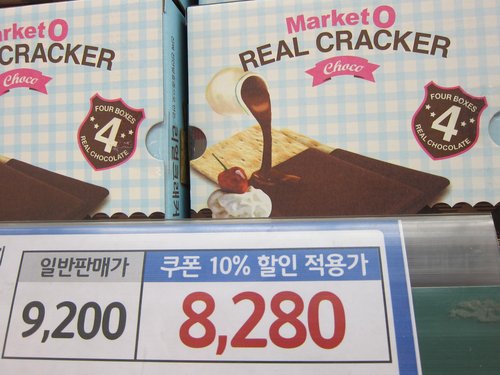 Market O
REAL CRACKER
Choco
FOUR BOXES
4
REAL CHOCOLATE
Market O
REAL CRACKER
Choco
FOUR BOXES
4
REAL CHOCOLATE
일반판매가
쿠폰 10% 할인 적용가
9,200
8,280